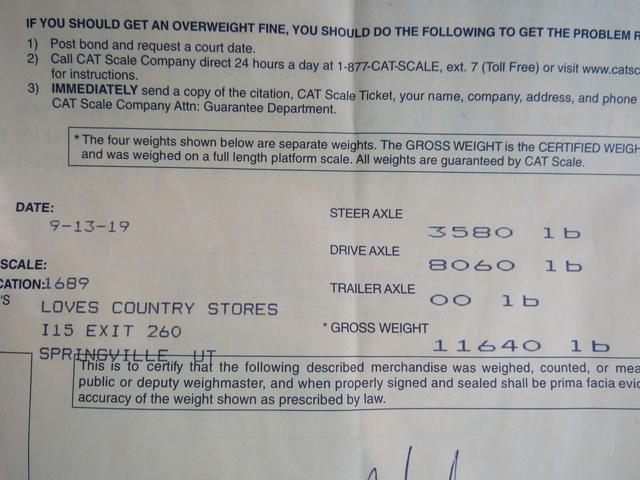 IF YOU SHOULD GET AN OVERWEIGHT FINE, YOU SHOULD DO THE FOLLOWING TO GET THE PROBLEM R
1) Post bond and request a court date.
2) Call CAT Scale Company direct 24 hours a day at 1-877-CAT-SCALE, ext. 7 (Toll Free) or visit www.catsc
for instructions.
3) IMMEDIATELY send a copy of the citation, CAT Scale Ticket, your name, company, address, and phone
CAT Scale Company Attn: Guarantee Department.
* The four weights shown below are separate weights. The GROSS WEIGHT is the CERTIFIED WEIGH
and was weighed on a full length platform scale. All weights are guaranteed by CAT Scale.
DATE:
9-13-19
SCALE:
CATION:1689
'S
LOVES COUNTRY STORES
I15 EXIT 260
SPRINGVILLE UT
STEER AXLE
3580 lb
DRIVE AXLE
8060 lb
TRAILER AXLE
00 lb
* GROSS WEIGHT
11640 lb
This is to certify that the following described merchandise was weighed, counted, or mea
public or deputy weighmaster, and when properly signed and sealed shall be prima facia evid
accuracy of the weight shown as prescribed by law.